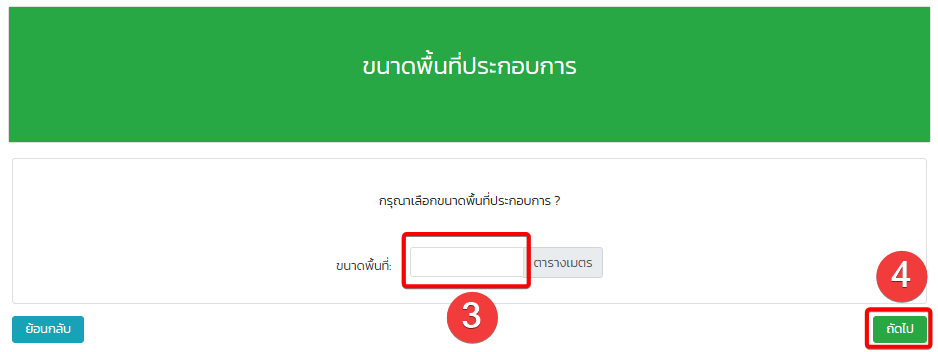 ขนาดพื้นที่ประกอบการ
กรุณาเลือกขนาดพื้นที่ประกอบการ ?
ขนาดพื้นที่: ตารางเมตร
3
4
ย้อนกลับ ถัดไป